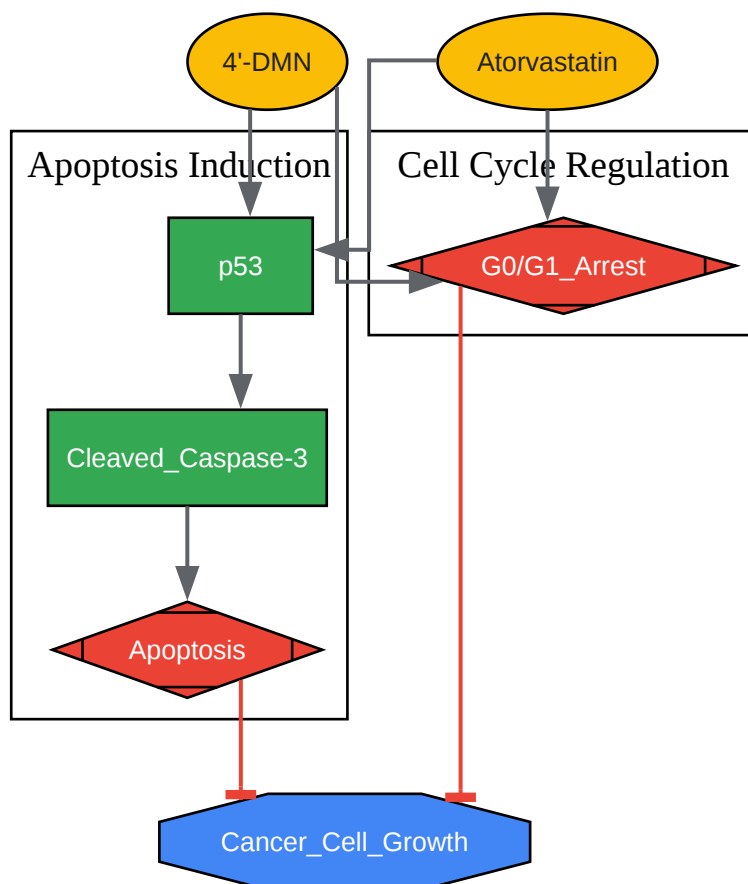 4'-DMN
Atorvastatin
Apoptosis Induction
Cell Cycle Regulation
p53
G0/G1_Arrest
Cleaved_Caspase-3
Apoptosis
Cancer_Cell_Growth